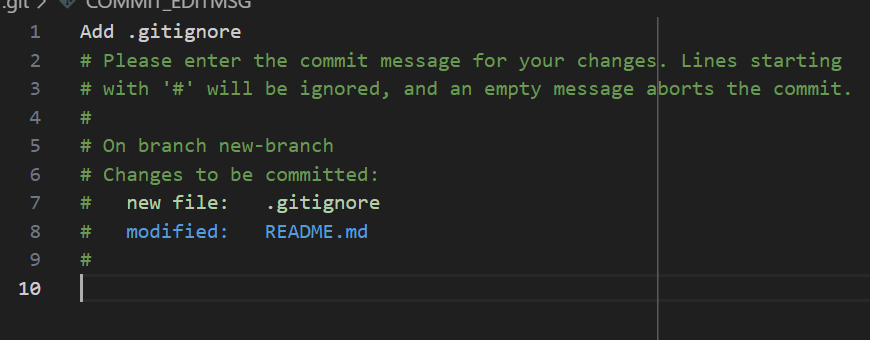 .git > COMMIT_EDITMSG
1 Add .gitignore
2 # Please enter the commit message for your changes. Lines starting
3 # with '#' will be ignored, and an empty message aborts the commit.
4 #
5 # On branch new-branch
6 # Changes to be committed:
7 # new file: .gitignore
8 # modified: README.md
9 #
10